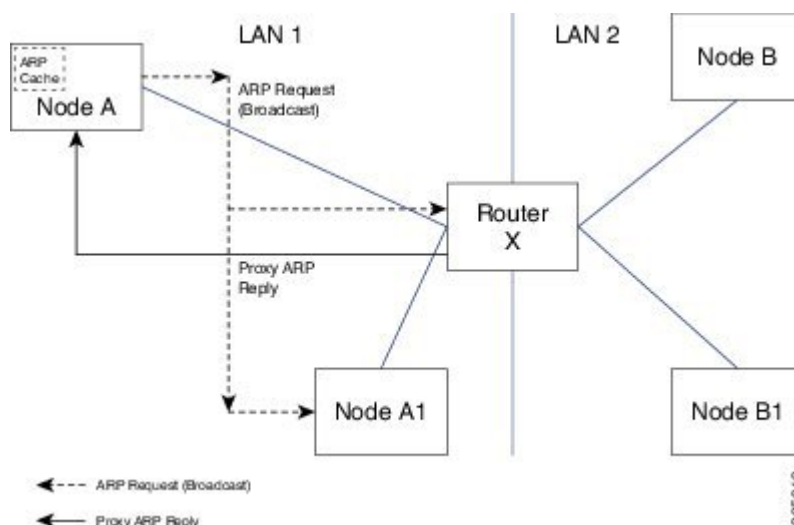 LAN 1
LAN 2
ARP
Cache
Node A
Node B
ARP Request
(Broadcast)
Router
X
Proxy ARP
Reply
Node A1
Node B1
ARP Request (Broadcast)
Proxy ARP Reply